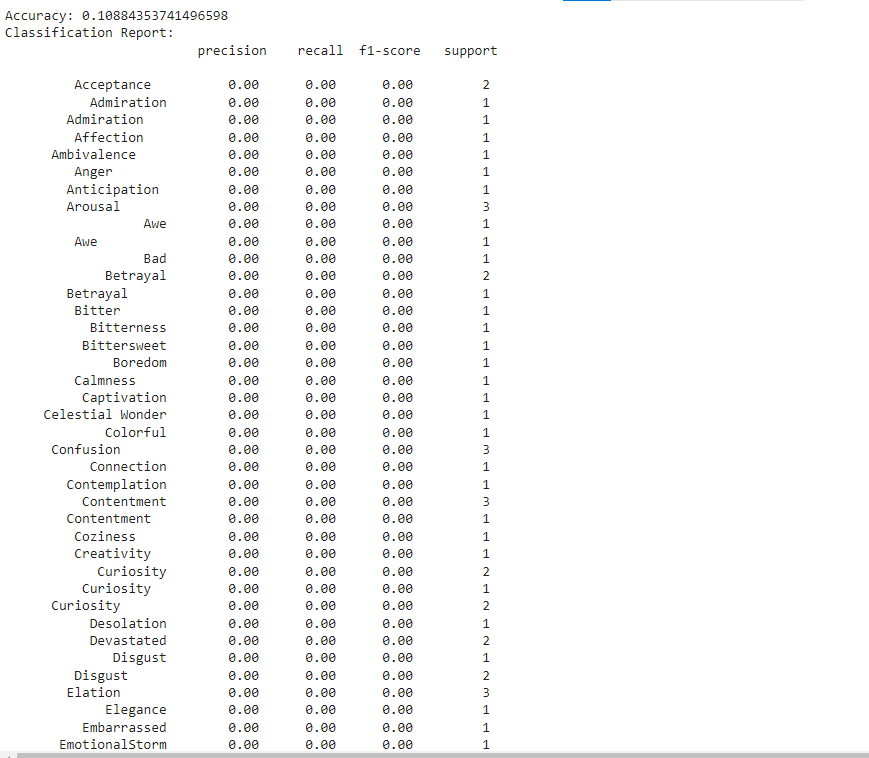 Accuracy: 0.10884353741496598
Classification Report:
precision recall f1-score support
Acceptance 0.00 0.00 0.00 2
Admiration 0.00 0.00 0.00 1
Admiration 0.00 0.00 0.00 1
Affection 0.00 0.00 0.00 1
Ambivalence 0.00 0.00 0.00 1
Anger 0.00 0.00 0.00 1
Anticipation 0.00 0.00 0.00 1
Arousal 0.00 0.00 0.00 3
Awe 0.00 0.00 0.00 1
Awe 0.00 0.00 0.00 1
Bad 0.00 0.00 0.00 1
Betrayal 0.00 0.00 0.00 2
Betrayal 0.00 0.00 0.00 1
Bitter 0.00 0.00 0.00 1
Bitterness 0.00 0.00 0.00 1
Bittersweet 0.00 0.00 0.00 1
Boredom 0.00 0.00 0.00 1
Calmness 0.00 0.00 0.00 1
Captivation 0.00 0.00 0.00 1
Celestial Wonder 0.00 0.00 0.00 1
Colorful 0.00 0.00 0.00 1
Confusion 0.00 0.00 0.00 3
Connection 0.00 0.00 0.00 1
Contemplation 0.00 0.00 0.00 1
Contentment 0.00 0.00 0.00 3
Contentment 0.00 0.00 0.00 1
Coziness 0.00 0.00 0.00 1
Creativity 0.00 0.00 0.00 1
Curiosity 0.00 0.00 0.00 2
Curiosity 0.00 0.00 0.00 1
Curiosity 0.00 0.00 0.00 2
Desolation 0.00 0.00 0.00 1
Devastated 0.00 0.00 0.00 2
Disgust 0.00 0.00 0.00 1
Disgust 0.00 0.00 0.00 2
Elation 0.00 0.00 0.00 3
Elegance 0.00 0.00 0.00 1
Embarrassed 0.00 0.00 0.00 1
EmotionalStorm 0.00 0.00 0.00 1